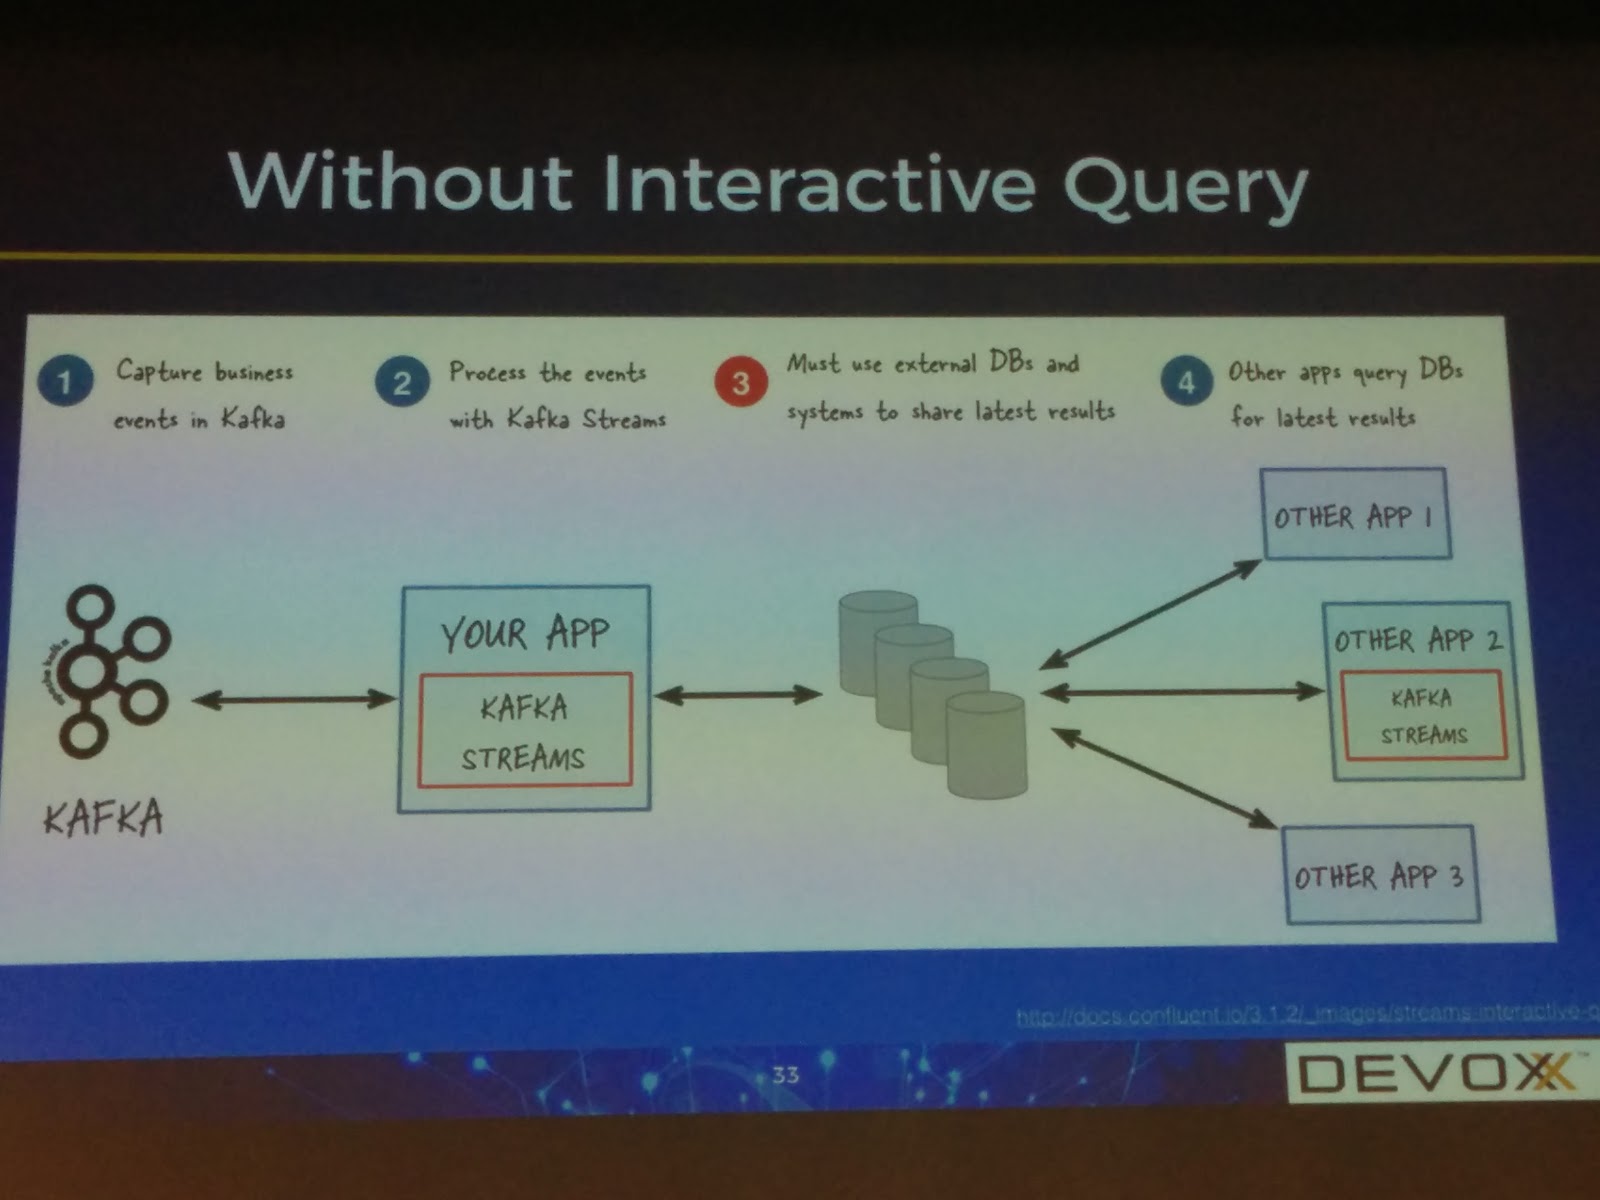 Without Interactive Query
1 Capture business
events in Kafka
2 Process the events
with Kafka Streams
3 Must use external DBs and
systems to share latest results
4 Other apps query DBs
for latest results
OTHER APP 1
YOUR APP
KAFKA
STREAMS
OTHER APP 2
KAFKA
STREAMS
apache kafka
KAFKA
OTHER APP 3
http://docs.confluent.io/3.1.2/_images/streams-interactive-
33
DEVOXX™